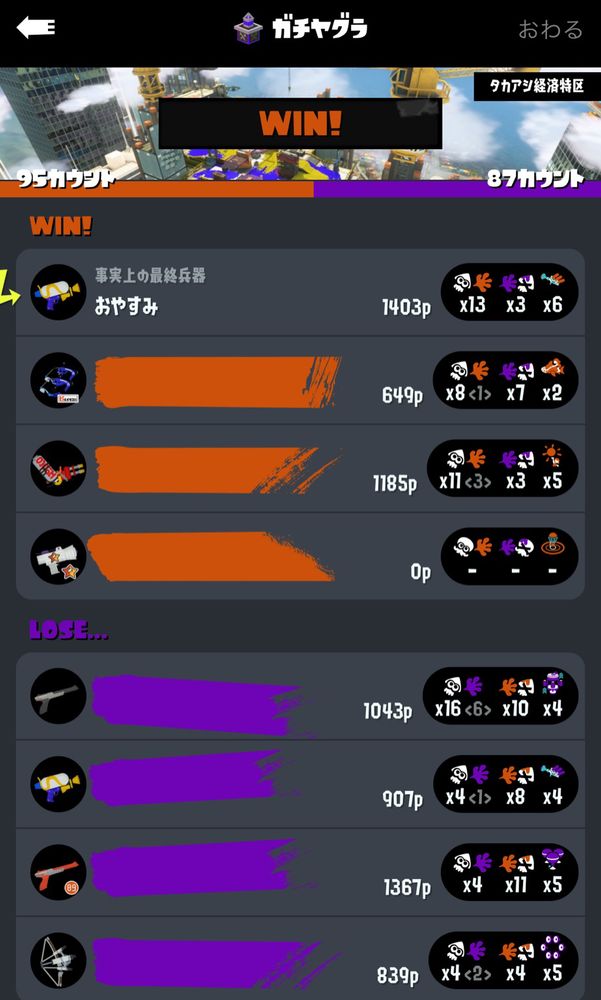 ガチヤグラ
おわる
タカアシ経済特区
WIN!
95カウント
87カウント
WIN!
事実上の最終兵器
おやすみ
1403p
x13 x3 x6
649p
x8<1> x7 x2
1185p
x11<3> x3 x5
0p
- - -
LOSE...
1043p
x16<6> x10 x4
907p
x4<1> x8 x4
89
1367p
x4 x11 x5
839p
x4<2> x4 x5